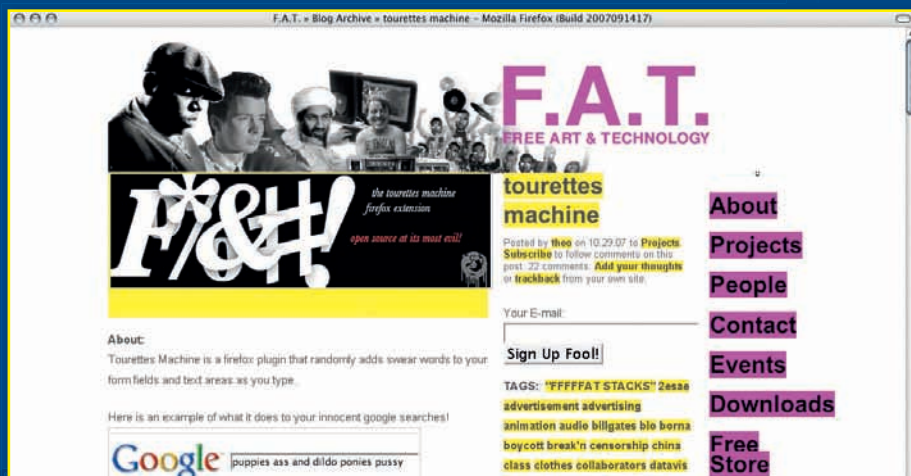 F.A.T. » Blog Archive » tourettes machine – Mozilla Firefox (Build 2007091417)
F.A.T.
FREE ART & TECHNOLOGY
F*/&#!
the tourettes machine
firefox extension
open source at its most evil!
About:
Tourettes Machine is a firefox plugin that randomly adds swear words to your
form fields and text areas as you type.
Here is an example of what it does to your innocent google searches!
Google
puppies ass and dildo ponies pussy
tourettes
machine
Posted by theo on 10.29.07 to Projects.
Subscribe to follow comments on this
post. 22 comments. Add your thoughts
or trackback from your own site.
Your E-mail:
Sign Up Fool!
TAGS: "FFFFFAT STACKS" 2esae
advertisement advertising
animation audio billgates bio borna
boycott break'n censorship china
class clothes collaborators datavis
About
Projects
People
Contact
Events
Downloads
Free
Store